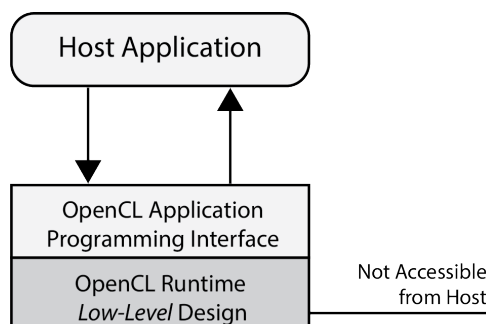 Host Application
OpenCL Application
Programming Interface
OpenCL Runtime
Low-Level Design
Not Accessible
from Host